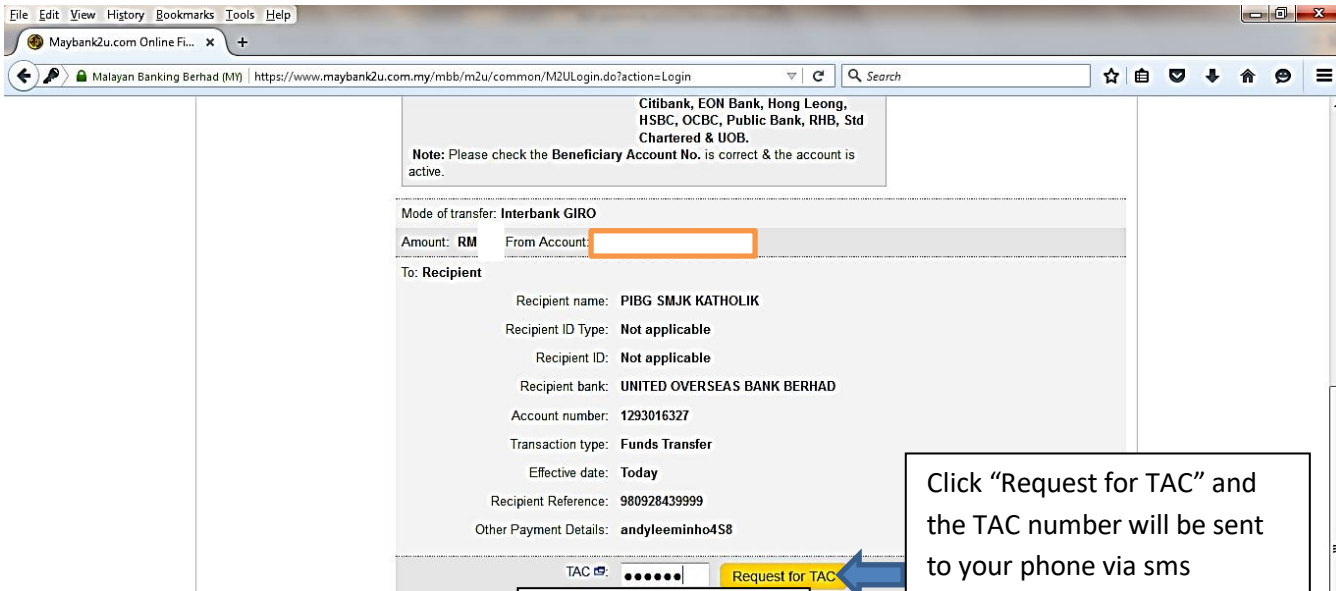 File Edit View History Bookmarks Tools Help
Maybank2u.com Online Fi... × +
Malayan Banking Berhad (MY) https://www.maybank2u.com.my/mbb/m2u/common/M2ULogin.do?action=Login Search
Citibank, EON Bank, Hong Leong,
HSBC, OCBC, Public Bank, RHB, Std
Chartered & UOB.
Note: Please check the Beneficiary Account No. is correct & the account is
active.
Mode of transfer: Interbank GIRO
Amount: RM From Account:
To: Recipient
Recipient name: PIBG SMJK KATHOLIK
Recipient ID Type: Not applicable
Recipient ID: Not applicable
Recipient bank: UNITED OVERSEAS BANK BERHAD
Account number: 1293016327
Transaction type: Funds Transfer
Effective date: Today
Recipient Reference: 980928439999
Other Payment Details: andyleeminho4S8
TAC : ●●●●●● Request for TAC
Click “Request for TAC” and
the TAC number will be sent
to your phone via sms